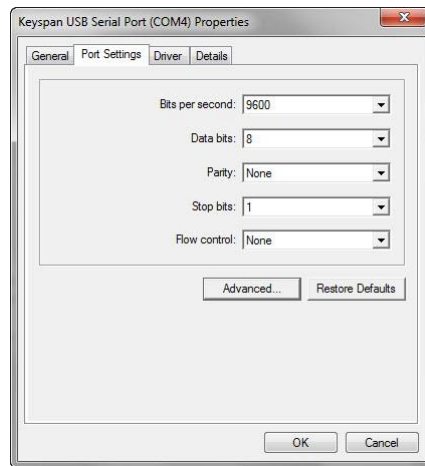 Keyspan USB Serial Port (COM4) Properties
General Port Settings Driver Details
Bits per second: 9600
Data bits: 8
Parity: None
Stop bits: 1
Flow control: None
Advanced... Restore Defaults
OK Cancel